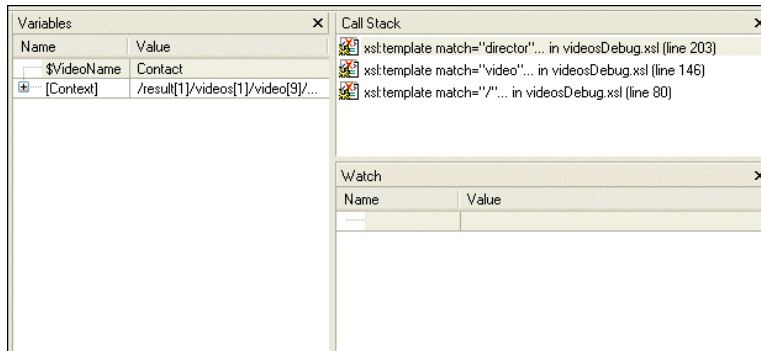 Variables
Name Value
$VideoName Contact
[Context] /result[1]/videos[1]/video[9]/...
Call Stack
xsl:template match="director"... in videosDebug.xsl (line 203)
xsl:template match="video"... in videosDebug.xsl (line 146)
xsl:template match="/"... in videosDebug.xsl (line 80)
Watch
Name Value